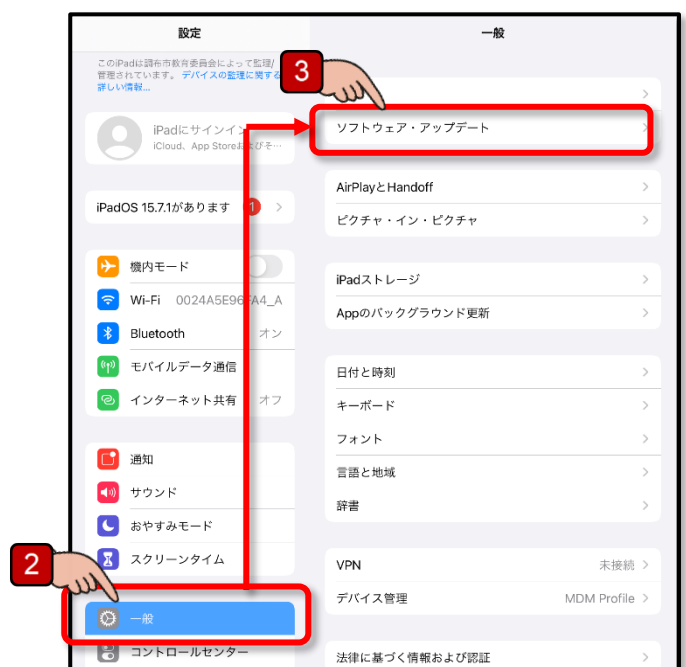 設定
一般
このiPadは調布市教育委員会によって監理/
管理されています。デバイスの監理に関する
詳しい情報...
3
iPadにサインイン
iCloud、App Storeおよびそ…
ソフトウェア・アップデート
iPadOS 15.7.1があります
AirPlayとHandoff
ピクチャ・イン・ピクチャ
機内モード
Wi-Fi 0024A5E96FA4_A
Bluetooth オン
モバイルデータ通信
インターネット共有 オフ
iPadストレージ
Appのバックグラウンド更新
日付と時刻
キーボード
フォント
言語と地域
辞書
通知
サウンド
おやすみモード
スクリーンタイム
2
一般
コントロールセンター
VPN 未接続
デバイス管理 MDM Profile
法律に基づく情報および認証